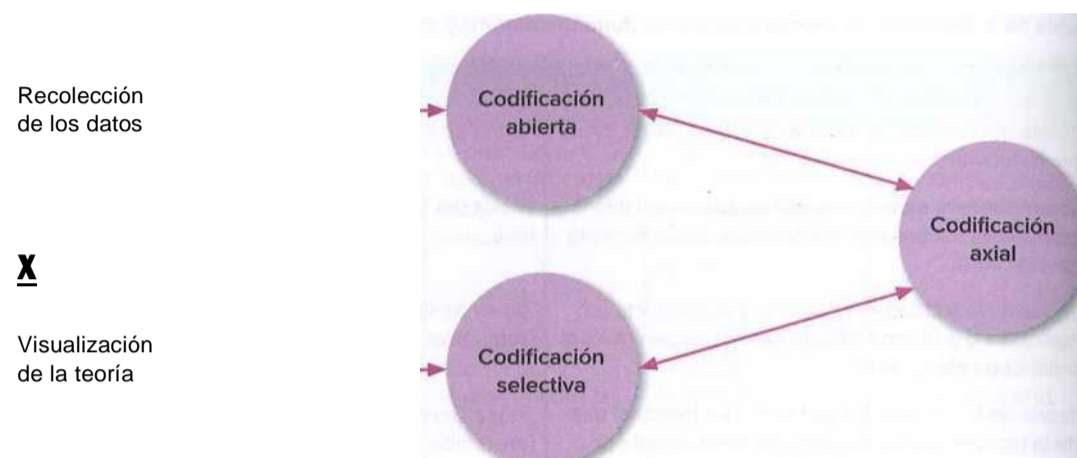 Recolección
de los datos
Codificación
abierta
Codificación
axial
X
Visualización
de la teoría
Codificación
selectiva